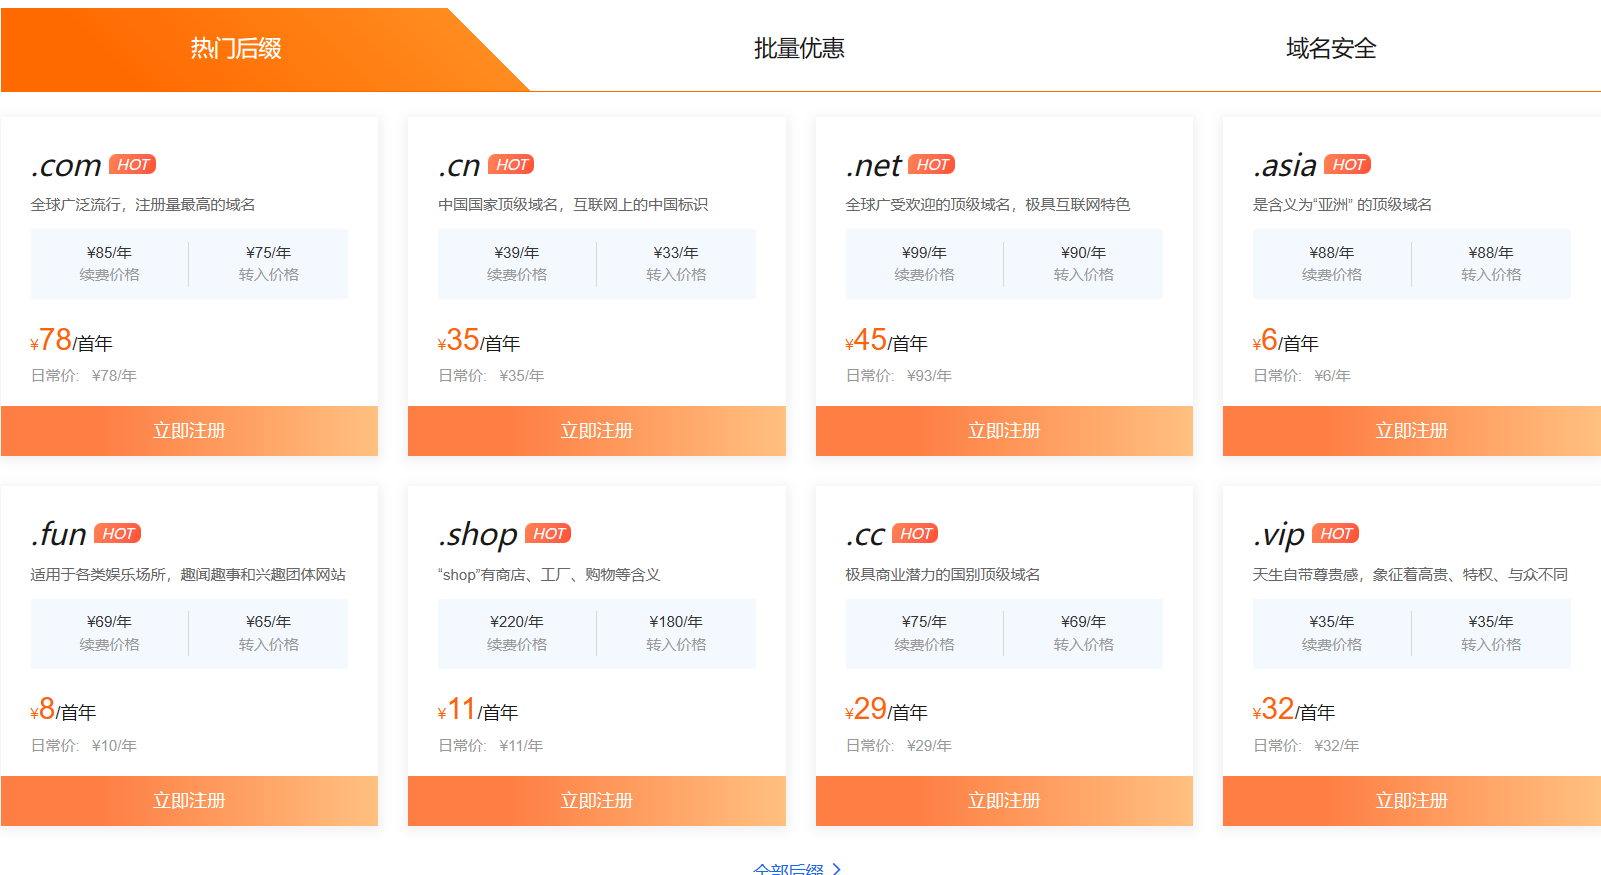 热门后缀
批量优惠
域名安全
.com HOT
全球广泛流行，注册量最高的域名
¥85/年 ¥75/年
续费价格 转入价格
¥78/首年
日常价: ¥78/年
立即注册
.cn HOT
中国国家顶级域名，互联网上的中国标识
¥39/年 ¥33/年
续费价格 转入价格
¥35/首年
日常价: ¥35/年
立即注册
.net HOT
全球广受欢迎的顶级域名，极具互联网特色
¥99/年 ¥90/年
续费价格 转入价格
¥45/首年
日常价: ¥93/年
立即注册
.asia HOT
是含义为“亚洲” 的顶级域名
¥88/年 ¥88/年
续费价格 转入价格
¥6/首年
日常价: ¥6/年
立即注册
.fun HOT
适用于各类娱乐场所，趣闻趣事和兴趣团体网站
¥69/年 ¥65/年
续费价格 转入价格
¥8/首年
日常价: ¥10/年
立即注册
.shop HOT
“shop”有商店、工厂、购物等含义
¥220/年 ¥180/年
续费价格 转入价格
¥11/首年
日常价: ¥11/年
立即注册
.cc HOT
极具商业潜力的国别顶级域名
¥75/年 ¥69/年
续费价格 转入价格
¥29/首年
日常价: ¥29/年
立即注册
.vip HOT
天生自带尊贵感，象征着高贵、特权、与众不同
¥35/年 ¥35/年
续费价格 转入价格
¥32/首年
日常价: ¥32/年
立即注册
全部后缀 >